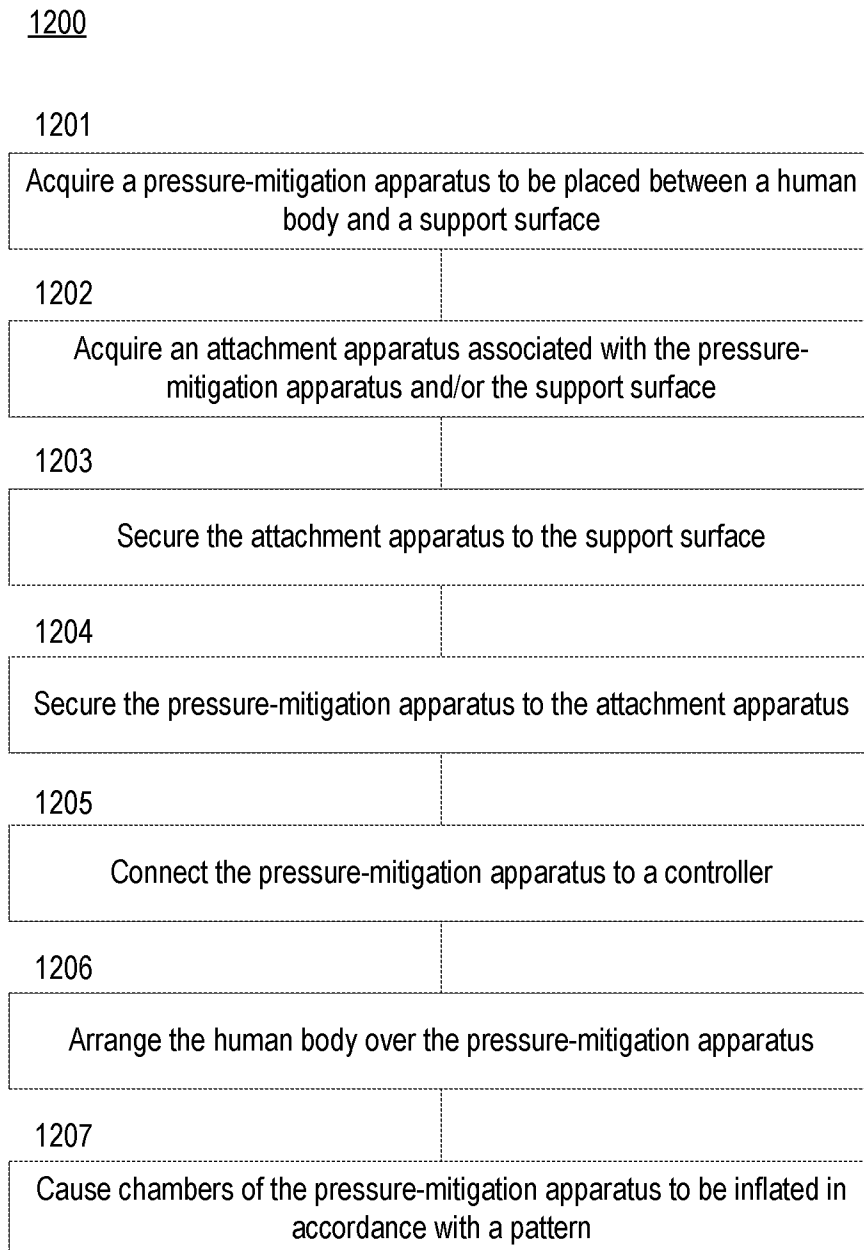 1200
1201
Acquire a pressure-mitigation apparatus to be placed between a human
body and a support surface
1202
Acquire an attachment apparatus associated with the pressure-
mitigation apparatus and/or the support surface
1203
Secure the attachment apparatus to the support surface
1204
Secure the pressure-mitigation apparatus to the attachment apparatus
1205
Connect the pressure-mitigation apparatus to a controller
1206
Arrange the human body over the pressure-mitigation apparatus
1207
Cause chambers of the pressure-mitigation apparatus to be inflated in
accordance with a pattern